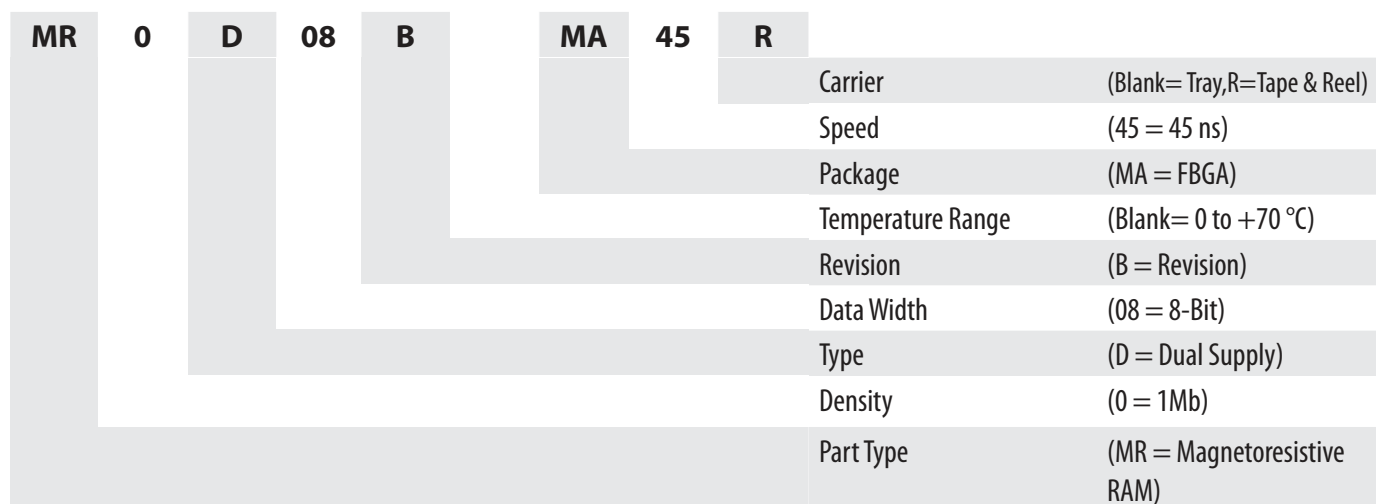 MR 0 D 08 B MA 45 R
Carrier (Blank= Tray,R=Tape & Reel)
Speed (45 = 45 ns)
Package (MA = FBGA)
Temperature Range (Blank= 0 to +70 °C)
Revision (B = Revision)
Data Width (08 = 8-Bit)
Type (D = Dual Supply)
Density (0 = 1Mb)
Part Type (MR = Magnetoresistive
RAM)